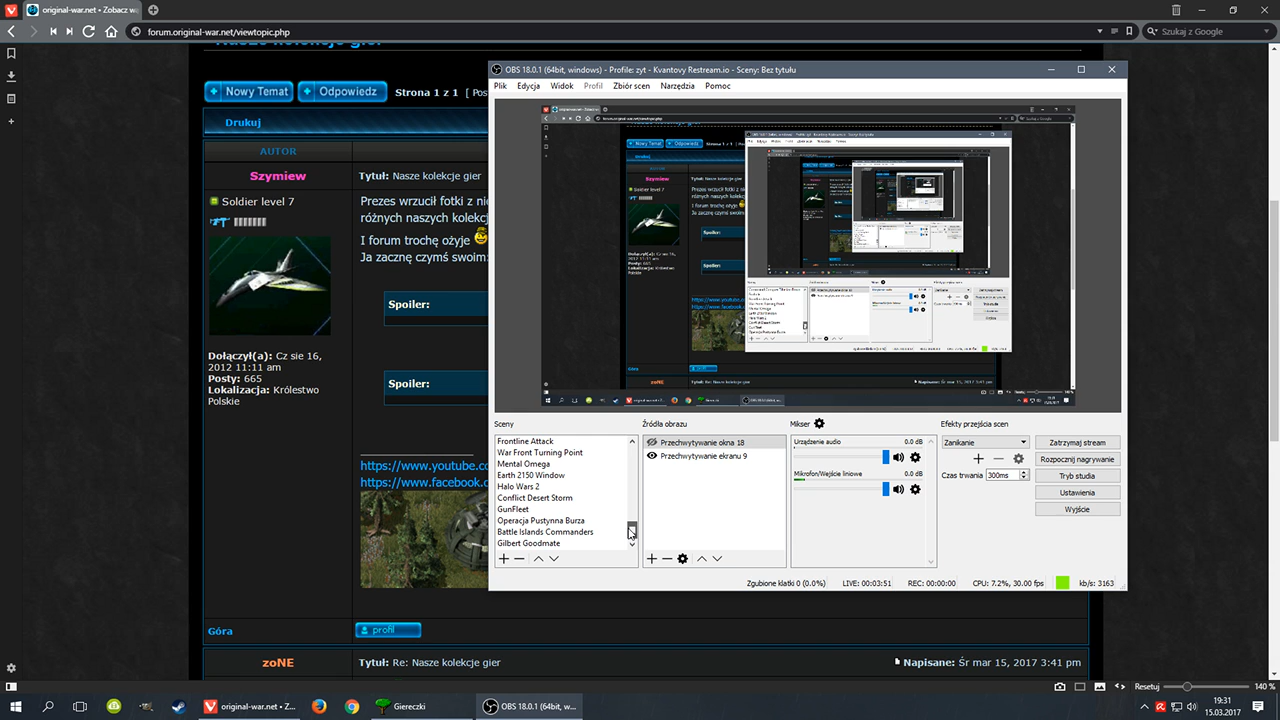 original-war.net • Zobacz w
original-war.net/viewtopic.php
Szukaj z Google
Nasze kolekcje gier
Nowy Temat
Odpowiedz
Strona 1 z 1
Drukuj
AUTOR
Szymiew
Tytuł: Nasze kolekcje gier
Soldier level 7
Prezes wrzucił fotki z
różnych naszych kolekcj
I forum trochę ożyje
Ja zacznę czymś swoim:
Spoiler:
Dołączył(a): Cz sie 16,
2012 11:11 am
Posty: 665
Lokalizacja: Królestwo
Polskie
Spoiler:
https://www.youtube.co
https://www.facebook.c
Góra
profil
zoNE
Tytuł: Re: Nasze kolekcje gier
Napisane: Śr mar 15, 2017 3:41 pm
OBS 18.0.1 (64bit, windows) - Profile: zyt - Kvantovy Restream.io - Sceny: Bez tytułu
Plik Edycja Widok Profil Zbiór scen Narzędzia Pomoc
Sceny
Frontline Attack
War Front Turning Point
Mental Omega
Earth 2150 Window
Halo Wars 2
Conflict Desert Storm
GunFleet
Operacja Pustynna Burza
Battle Islands Commanders
Gilbert Goodmate
Źródła obrazu
Przechwytywanie okna 18
Przechwytywanie ekranu 9
Mikser
Urządzenie audio 0.0 dB
Mikrofon/Wejście liniowe 0.0 dB
Efekty przejścia scen
Zanikanie
Czas trwania 300ms
Zatrzymaj stream
Rozpocznij nagrywanie
Tryb studia
Ustawienia
Wyjście
Zgubione klatki 0 (0.0%) LIVE: 00:03:51 REC: 00:00:00 CPU: 7.2%, 30.00 fps kb/s: 3163
Resetuj 140 %
original-war.net • Z...
Giereczki
OBS 18.0.1 (64bit, w...
19:31
15.03.2017